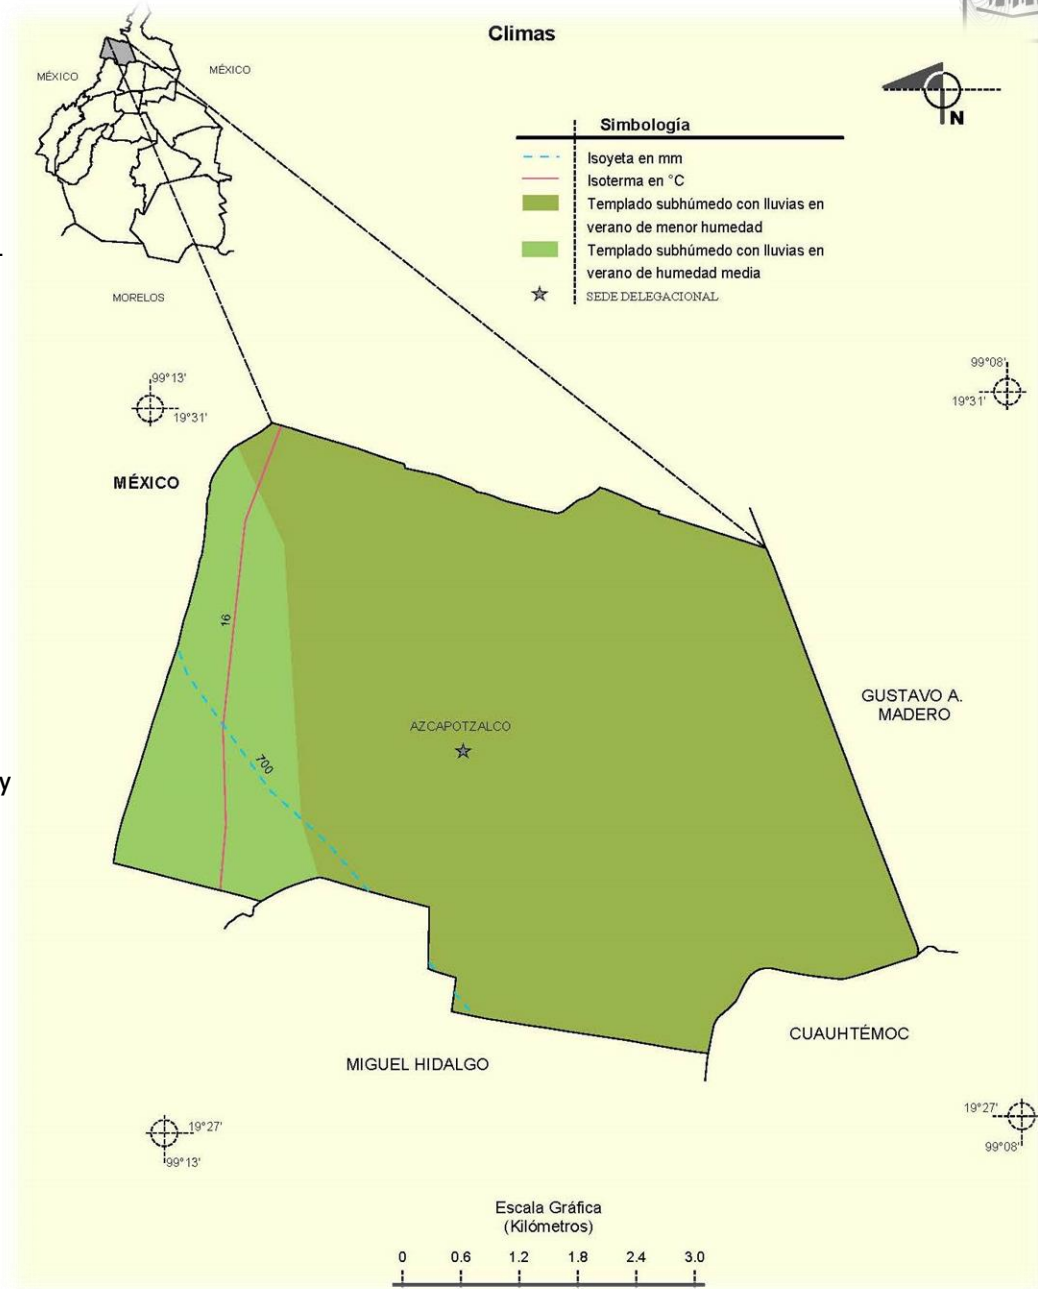 Climas
MÉXICO
MÉXICO
N
Simbología
Isoyeta en mm
Isoterma en °C
Templado subhúmedo con lluvias en
verano de menor humedad
Templado subhúmedo con lluvias en
verano de humedad media
SEDE DELEGACIONAL
MORELOS
99°13'
19°31'
99°08'
19°31'
MÉXICO
16
700
AZCAPOTZALCO
GUSTAVO A.
MADERO
y
CUAUHTÉMOC
MIGUEL HIDALGO
19°27'
99°13'
19°27'
99°08'
Escala Gráfica
(Kilómetros)
0 0.6 1.2 1.8 2.4 3.0